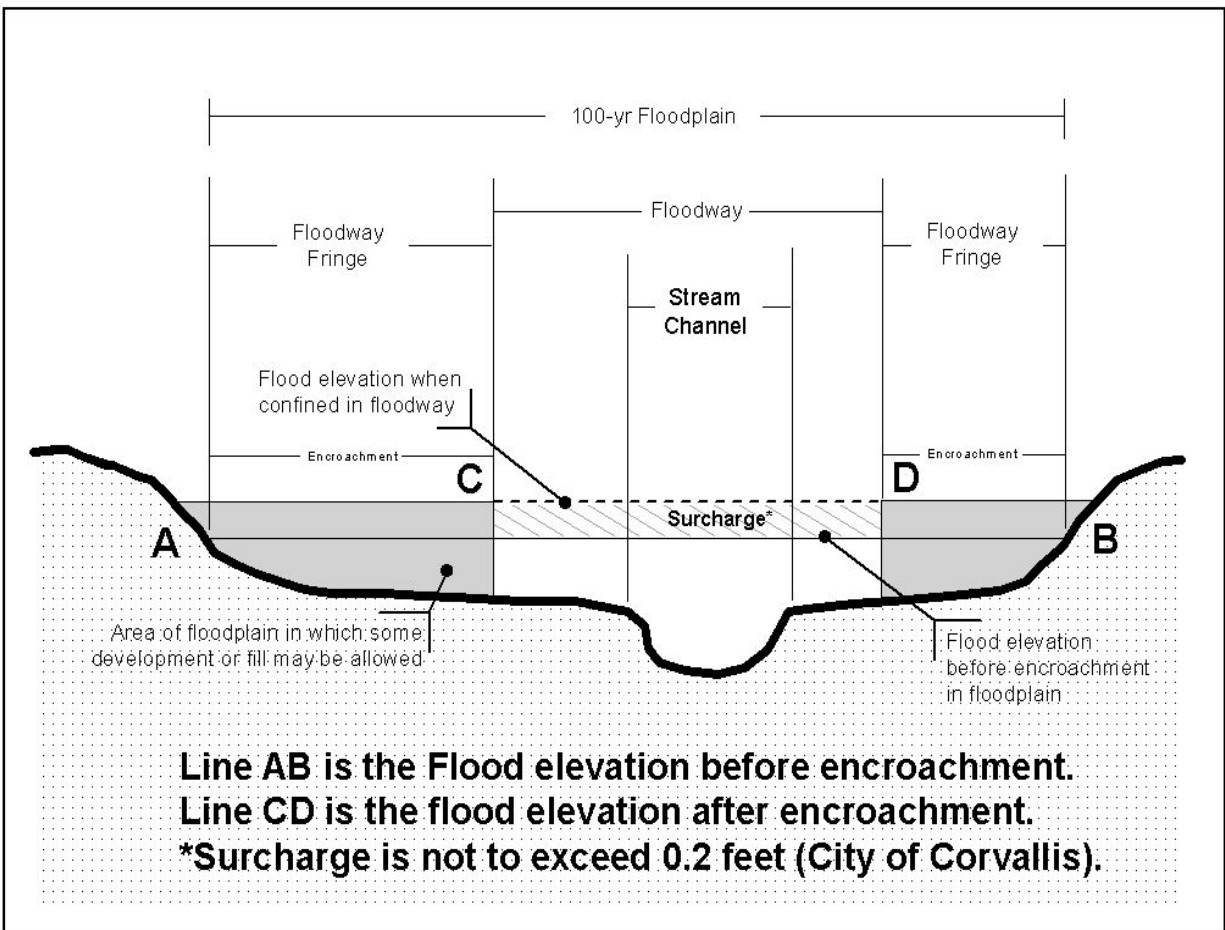 100-yr Floodplain
Floodway
Floodway
Fringe
Floodway
Fringe
Stream
Channel
Flood elevation when
confined in floodway
Encroachment
Encroachment
C
D
Surcharge*
A
B
Area of floodplain in which some
development or fill may be allowed
Flood elevation
before encroachment
in floodplain
Line AB is the Flood elevation before encroachment.
Line CD is the flood elevation after encroachment.
*Surcharge is not to exceed 0.2 feet (City of Corvallis).